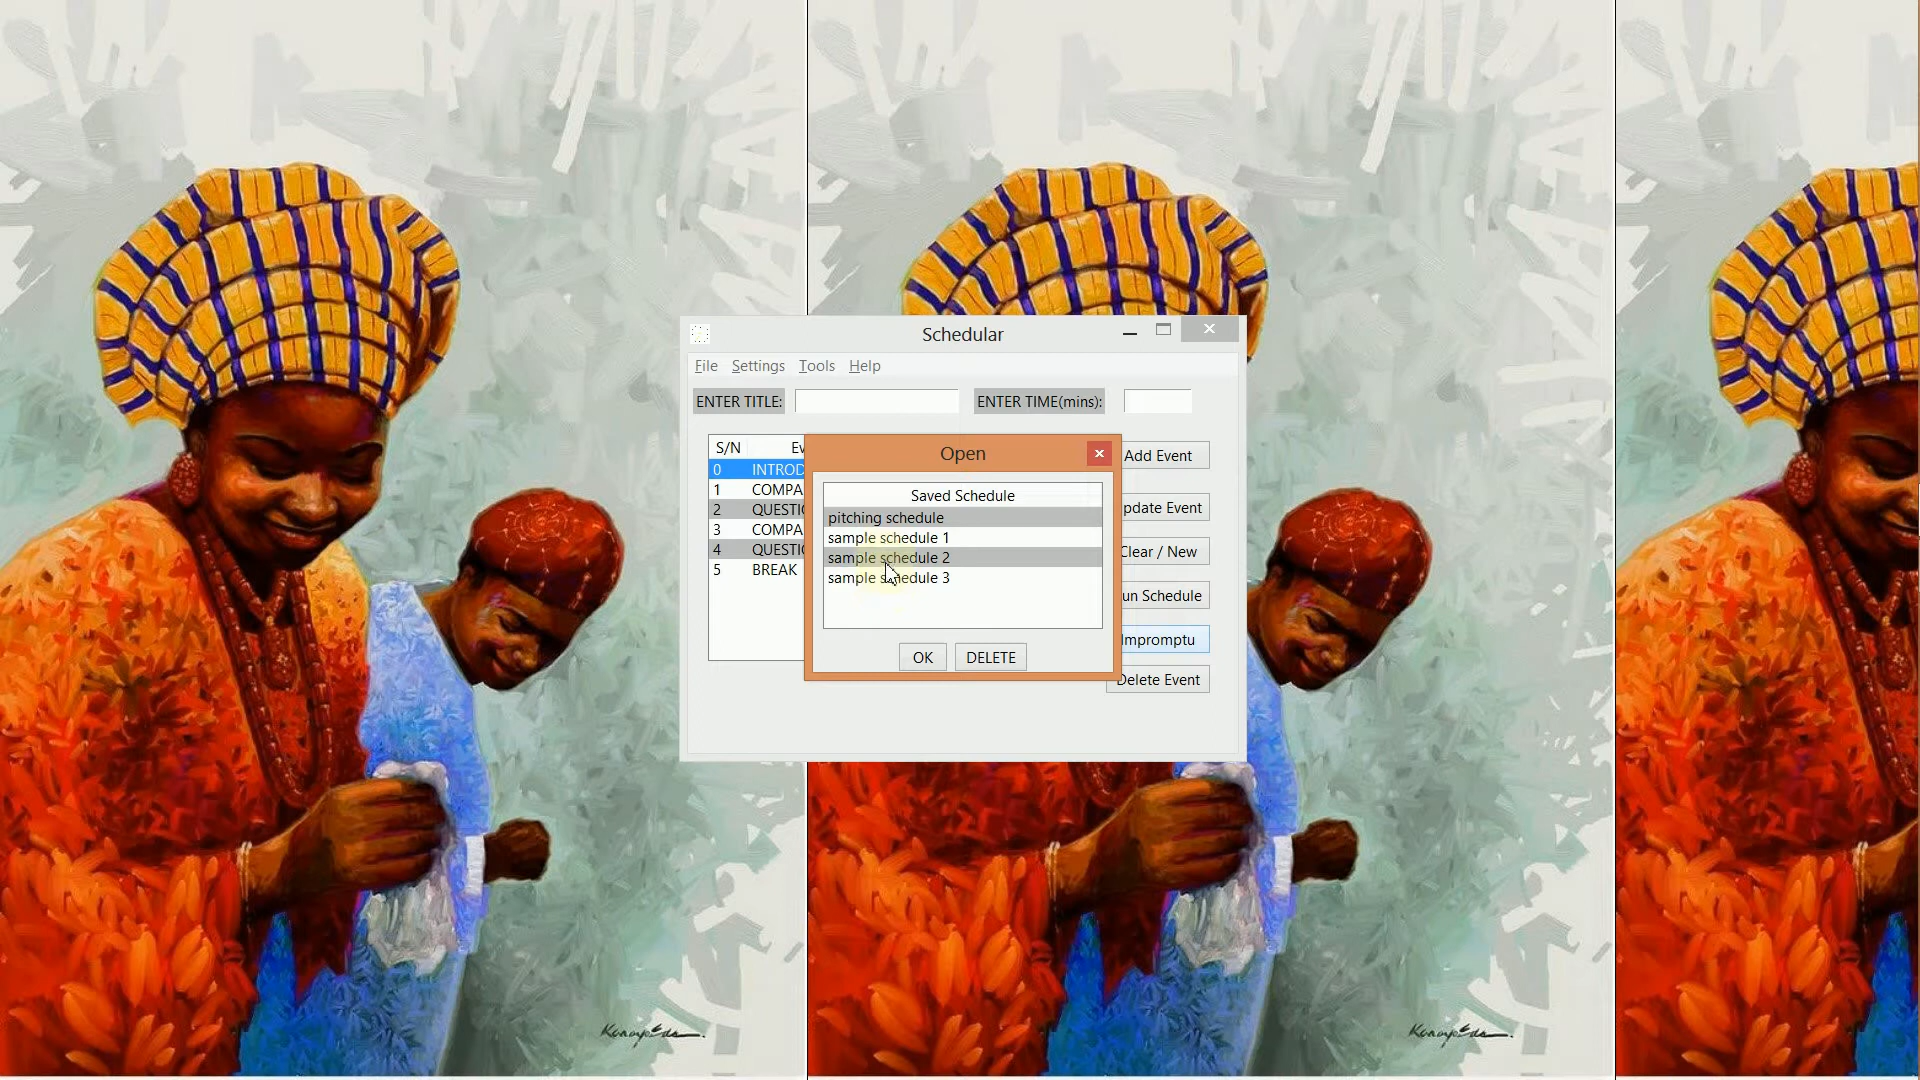 Schedular
File Settings Tools Help
ENTER TITLE: ENTER TIME(mins):
S/N
0 INTROD
1 COMPA
2 QUESTIO
3 COMPA
4 QUESTIO
5 BREAK
Open
Saved Schedule
pitching schedule
sample schedule 1
sample schedule 2
sample schedule 3
OK DELETE
Add Event
pdate Event
Clear / New
un Schedule
Impromptu
Delete Event